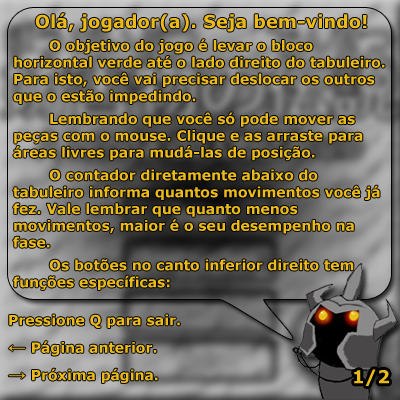 Olá, jogador(a). Seja bem-vindo!
O objetivo do jogo é levar o bloco
horizontal verde até o lado direito do tabuleiro.
Para isto, você vai precisar deslocar os outros
que o estão impedindo.
Lembrando que você só pode mover as
peças com o mouse. Clique e as arraste para
áreas livres para mudá-las de posição.
O contador diretamente abaixo do
tabuleiro informa quantos movimentos você já
fez. Vale lembrar que quanto menos
movimentos, maior é o seu desempenho na
fase.
Os botões no canto inferior direito tem
funções específicas:
Pressione Q para sair.
← Página anterior.
→ Próxima página.
1/2